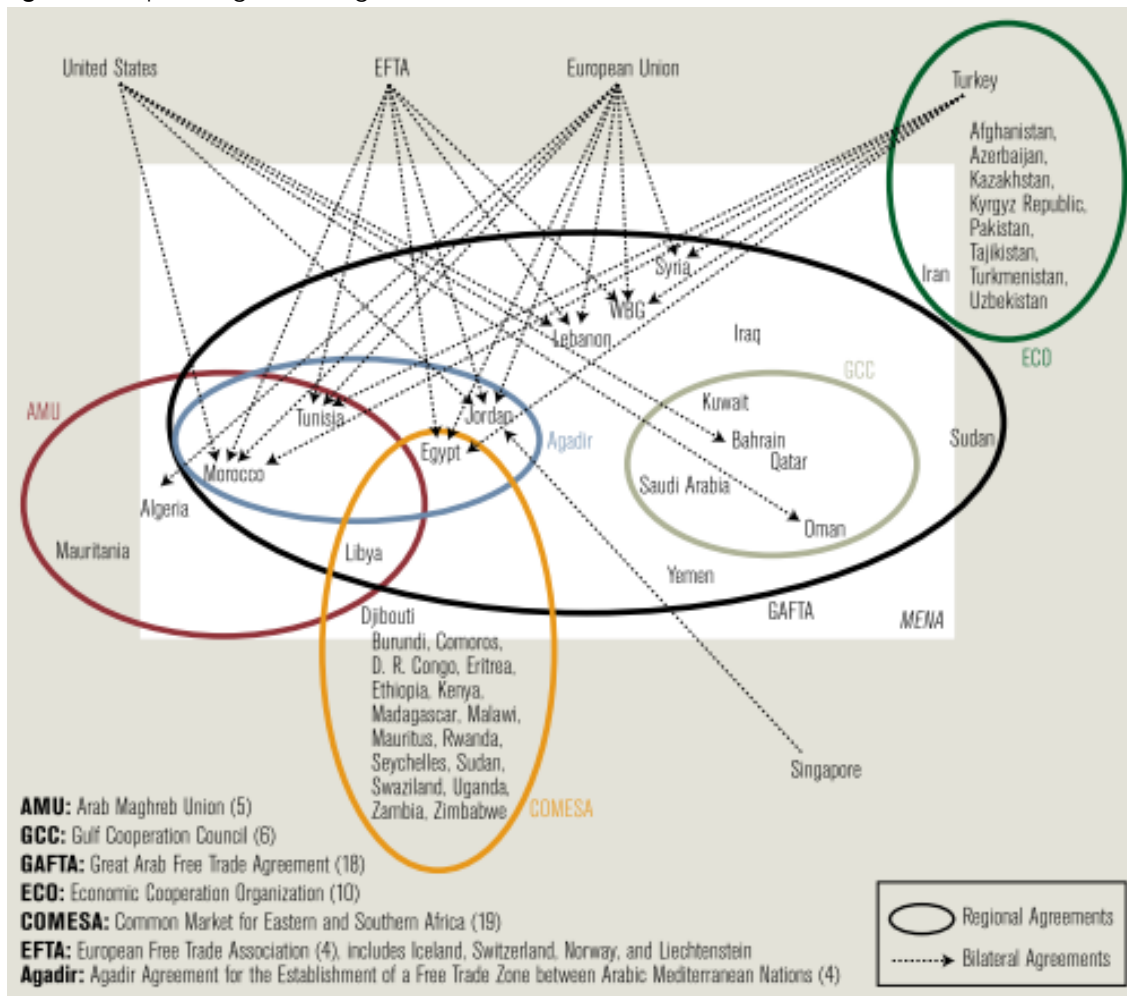 United States
EFTA
European Union
Turkey
Afghanistan,
Azerbaijan,
Kazakhstan,
Kyrgyz Republic,
Pakistan,
Tajikistan,
Turkmenistan,
Uzbekistan
Iran
ECO
Syria
WBG
Lebanon
Iraq
GCC
Kuwait
Bahrain
Qatar
Saudi Arabia
Oman
Sudan
AMU
Tunisia
Jordan
Agadir
Egypt
Morocco
Algeria
Mauritania
Libya
Yemen
GAFTA
MENA
Djibouti
Burundi, Comoros,
D. R. Congo, Eritrea,
Ethiopia, Kenya,
Madagascar, Malawi,
Mauritus, Rwanda,
Seychelles, Sudan,
Swaziland, Uganda,
Zambia, Zimbabwe
COMESA
Singapore
AMU: Arab Maghreb Union (5)
GCC: Gulf Cooperation Council (6)
GAFTA: Great Arab Free Trade Agreement (18)
ECO: Economic Cooperation Organization (10)
COMESA: Common Market for Eastern and Southern Africa (19)
EFTA: European Free Trade Association (4), includes Iceland, Switzerland, Norway, and Liechtenstein
Agadir: Agadir Agreement for the Establishment of a Free Trade Zone between Arabic Mediterranean Nations (4)
Regional Agreements
Bilateral Agreements